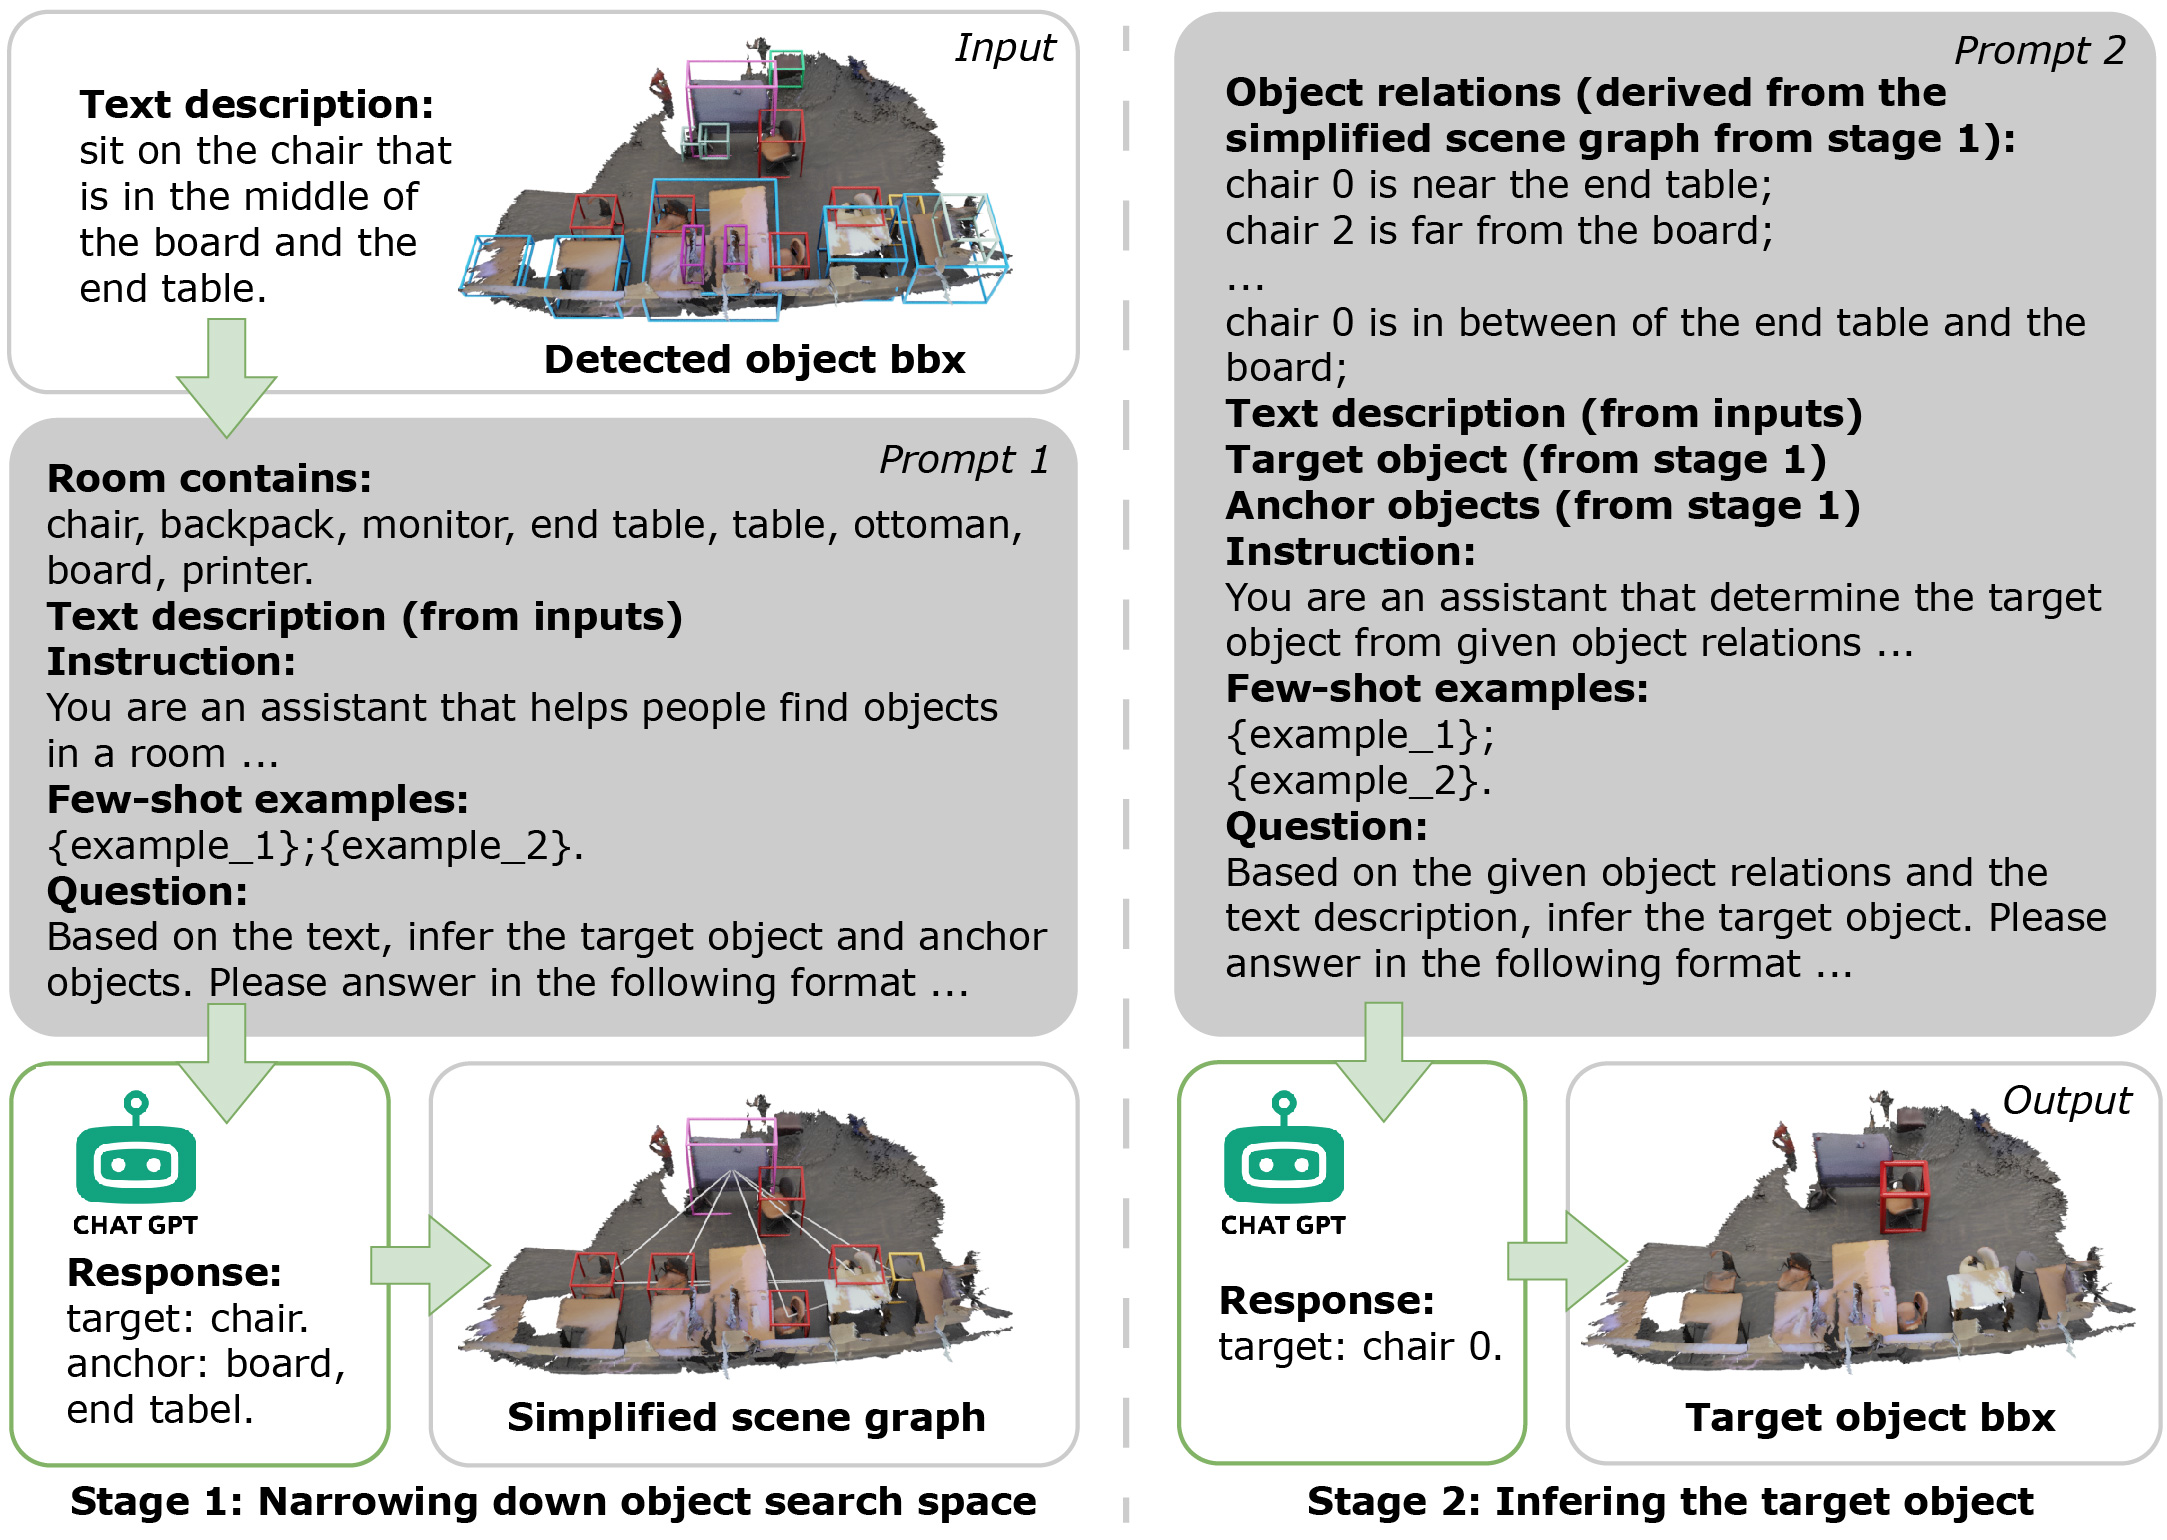 Input
Text description:
sit on the chair that
is in the middle of
the board and the
end table.
Detected object bbx
Prompt 1
Room contains:
chair, backpack, monitor, end table, table, ottoman,
board, printer.
Text description (from inputs)
Instruction:
You are an assistant that helps people find objects
in a room ...
Few-shot examples:
{example_1};{example_2}.
Question:
Based on the text, infer the target object and anchor
objects. Please answer in the following format ...
CHAT GPT
Response:
target: chair.
anchor: board,
end tabel.
Simplified scene graph
Stage 1: Narrowing down object search space
Prompt 2
Object relations (derived from the
simplified scene graph from stage 1):
chair 0 is near the end table;
chair 2 is far from the board;
...
chair 0 is in between of the end table and the
board;
Text description (from inputs)
Target object (from stage 1)
Anchor objects (from stage 1)
Instruction:
You are an assistant that determine the target
object from given object relations ...
Few-shot examples:
{example_1};
{example_2}.
Question:
Based on the given object relations and the
text description, infer the target object. Please
answer in the following format ...
CHAT GPT
Response:
target: chair 0.
Output
Target object bbx
Stage 2: Infering the target object